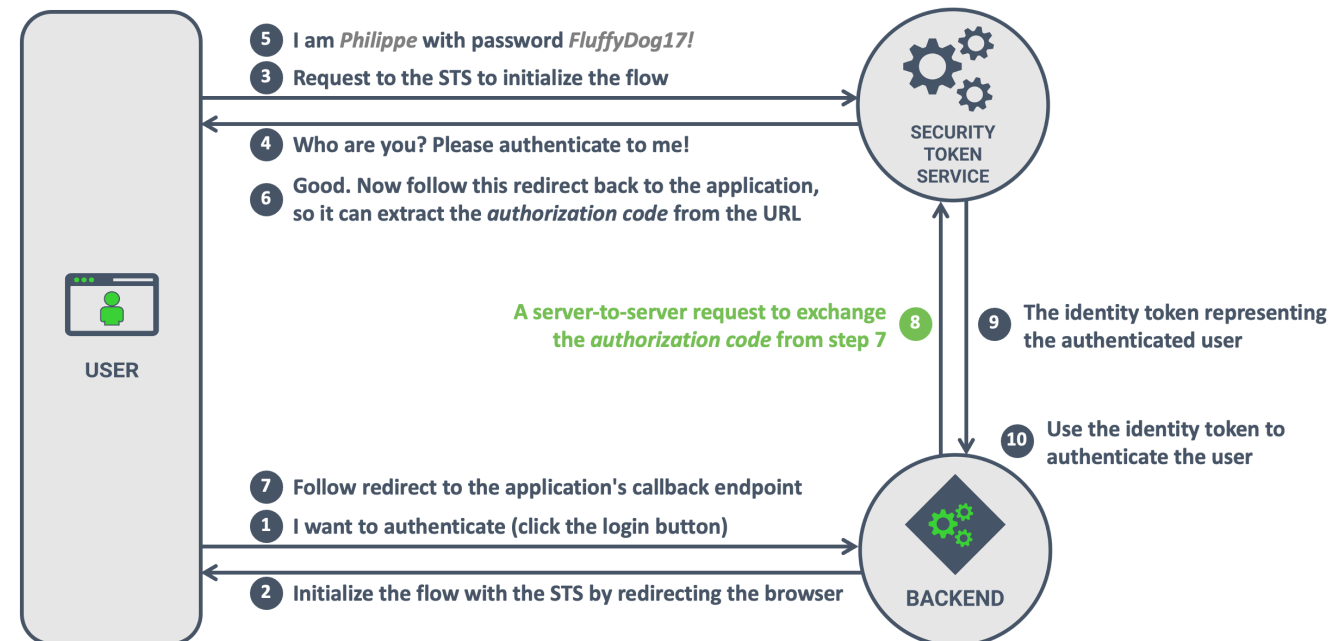 5 I am Philippe with password FluffyDog17!
3 Request to the STS to initialize the flow
4 Who are you? Please authenticate to me!
6 Good. Now follow this redirect back to the application,
so it can extract the authorization code from the URL
SECURITY
TOKEN
SERVICE
USER
A server-to-server request to exchange
the authorization code from step 7
8
9 The identity token representing
the authenticated user
10 Use the identity token to
authenticate the user
7 Follow redirect to the application's callback endpoint
1 I want to authenticate (click the login button)
2 Initialize the flow with the STS by redirecting the browser
BACKEND